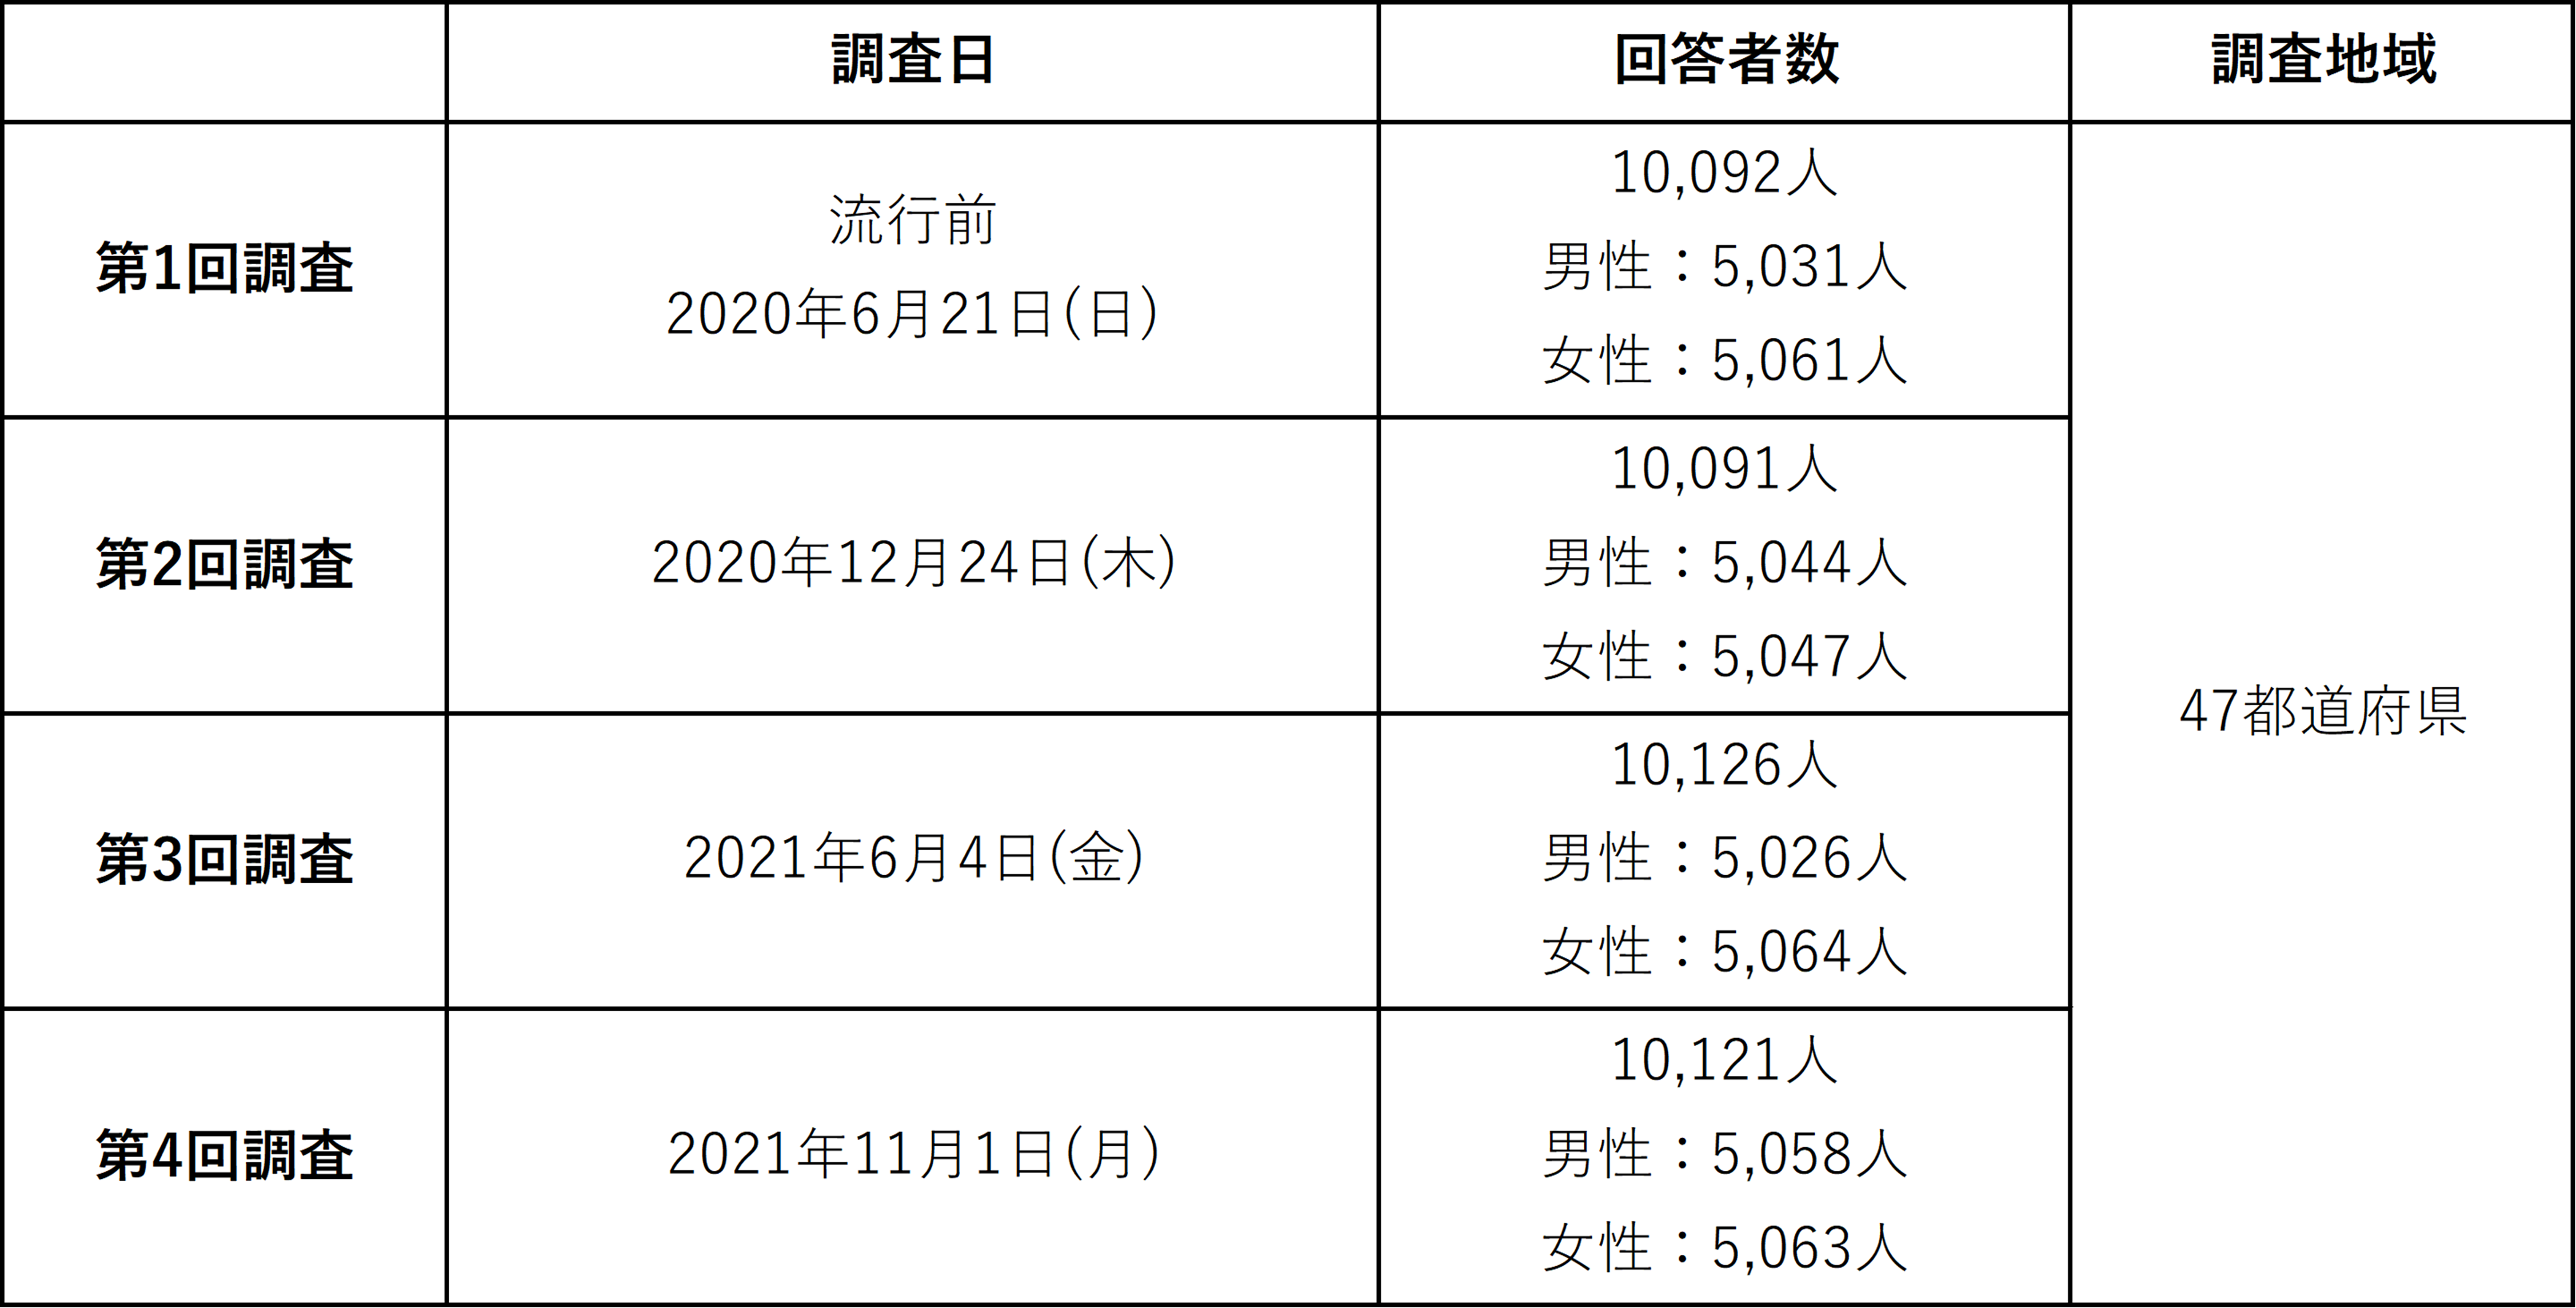 調査日
回答者数
調査地域
第1回調査
流行前
2020年6月21日(日)
10,092人
男性：5,031人
女性：5,061人
第2回調査
2020年12月24日(木)
10,091人
男性：5,044人
女性：5,047人
第3回調査
2021年6月4日(金)
10,126人
男性：5,026人
女性：5,064人
第4回調査
2021年11月1日(月)
10,121人
男性：5,058人
女性：5,063人
47都道府県